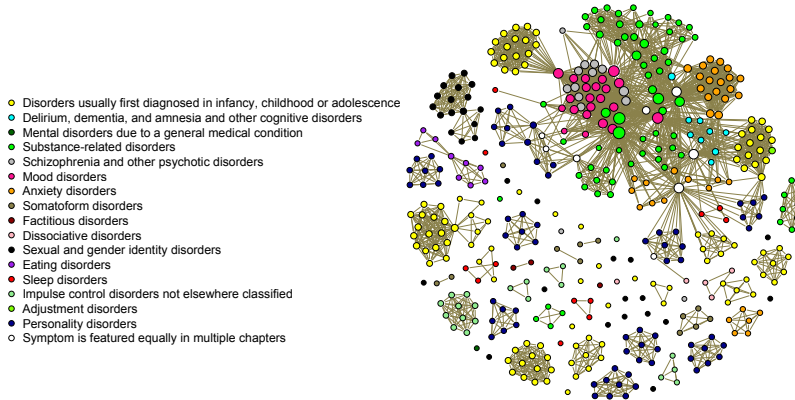 Disorders usually first diagnosed in infancy, childhood or adolescence
Delirium, dementia, and amnesia and other cognitive disorders
Mental disorders due to a general medical condition
Substance-related disorders
Schizophrenia and other psychotic disorders
Mood disorders
Anxiety disorders
Somatoform disorders
Factitious disorders
Dissociative disorders
Sexual and gender identity disorders
Eating disorders
Sleep disorders
Impulse control disorders not elsewhere classified
Adjustment disorders
Personality disorders
Symptom is featured equally in multiple chapters